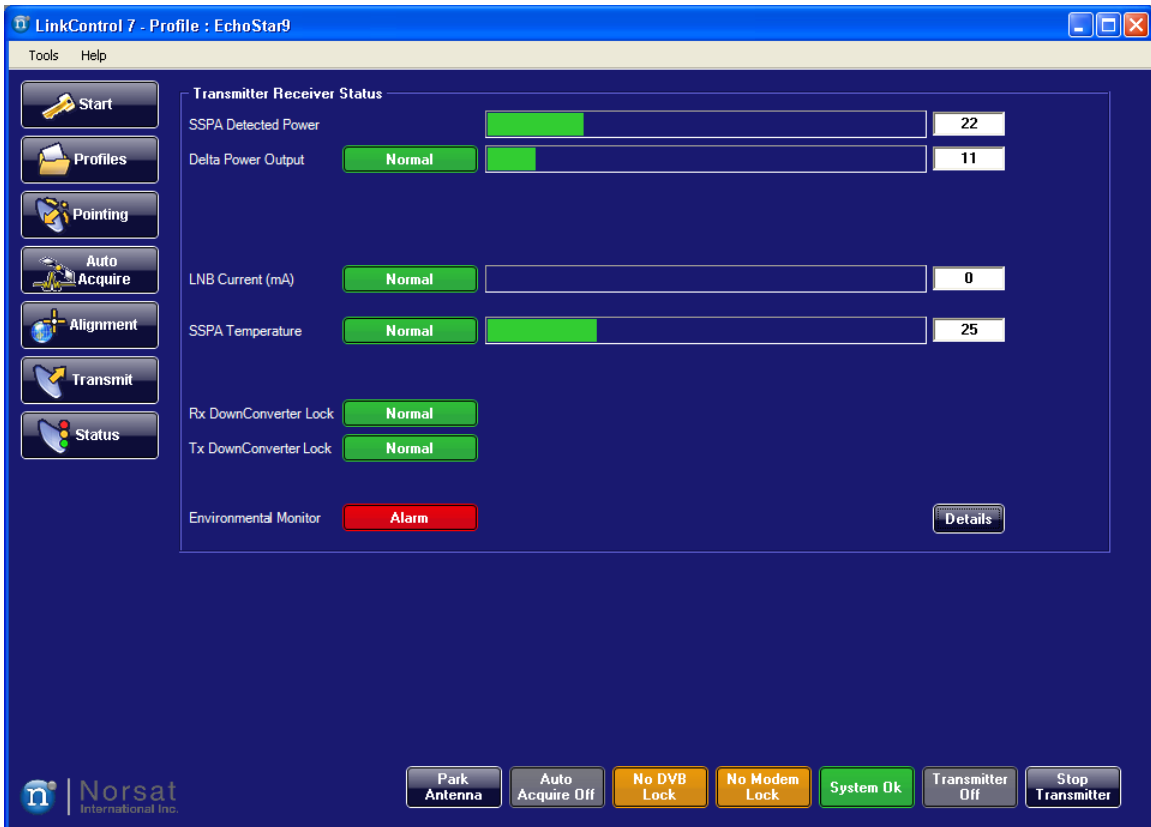 LinkControl 7 - Profile : EchoStar9
Tools Help
Start
Profiles
Pointing
Auto
Acquire
Alignment
Transmit
Status
Transmitter Receiver Status
SSPA Detected Power 22
Delta Power Output Normal 11
LNB Current (mA) Normal 0
SSPA Temperature Normal 25
Rx DownConverter Lock Normal
Tx DownConverter Lock Normal
Environmental Monitor Alarm Details
n
Norsat
International Inc.
Park
Antenna
Auto
Acquire Off
No DVB
Lock
No Modem
Lock
System Ok
Transmitter
Off
Stop
Transmitter